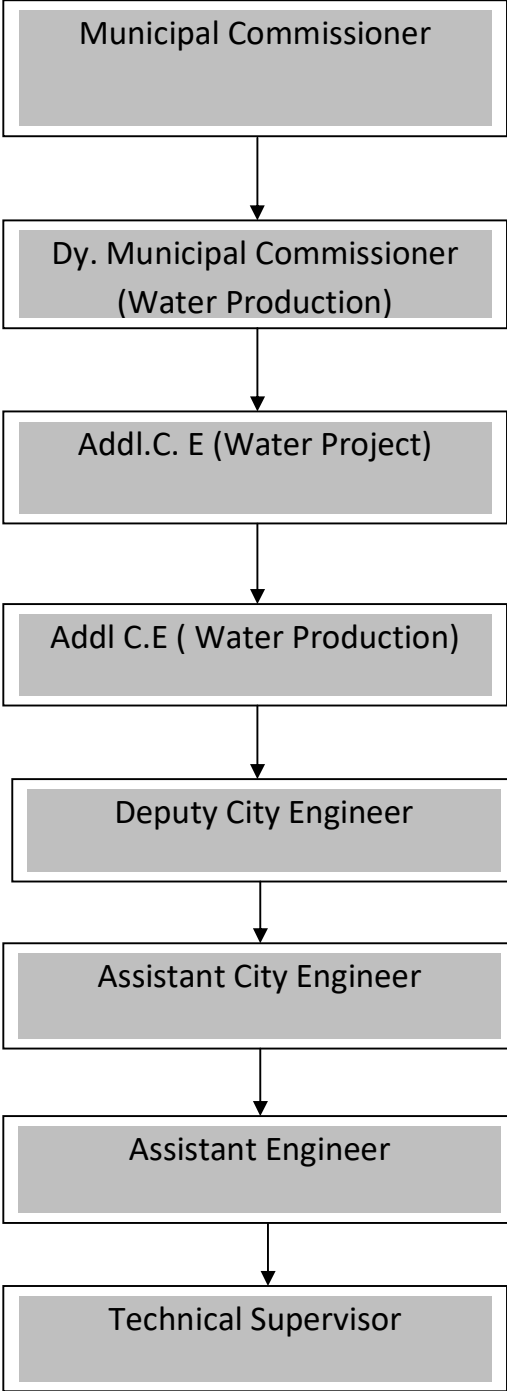 Municipal Commissioner
Dy. Municipal Commissioner
(Water Production)
Addl.C. E (Water Project)
Addl C.E ( Water Production)
Deputy City Engineer
Assistant City Engineer
Assistant Engineer
Technical Supervisor